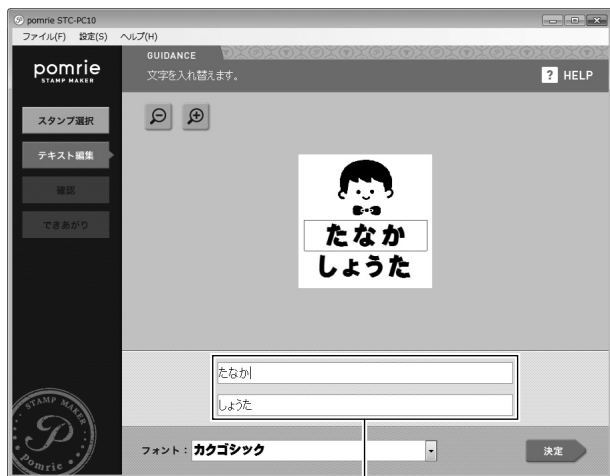 pomrie STC-PC10
ファイル(F) 設定(S) ヘルプ(H)
pomrie
STAMP MAKER
GUIDANCE
文字を入れ替えます。
? HELP
スタンプ選択
テキスト編集
確認
できあがり
たなか
しょうた
たなか
しょうた
STAMP MAKER
Pomrie
フォント：カクゴシック
決定